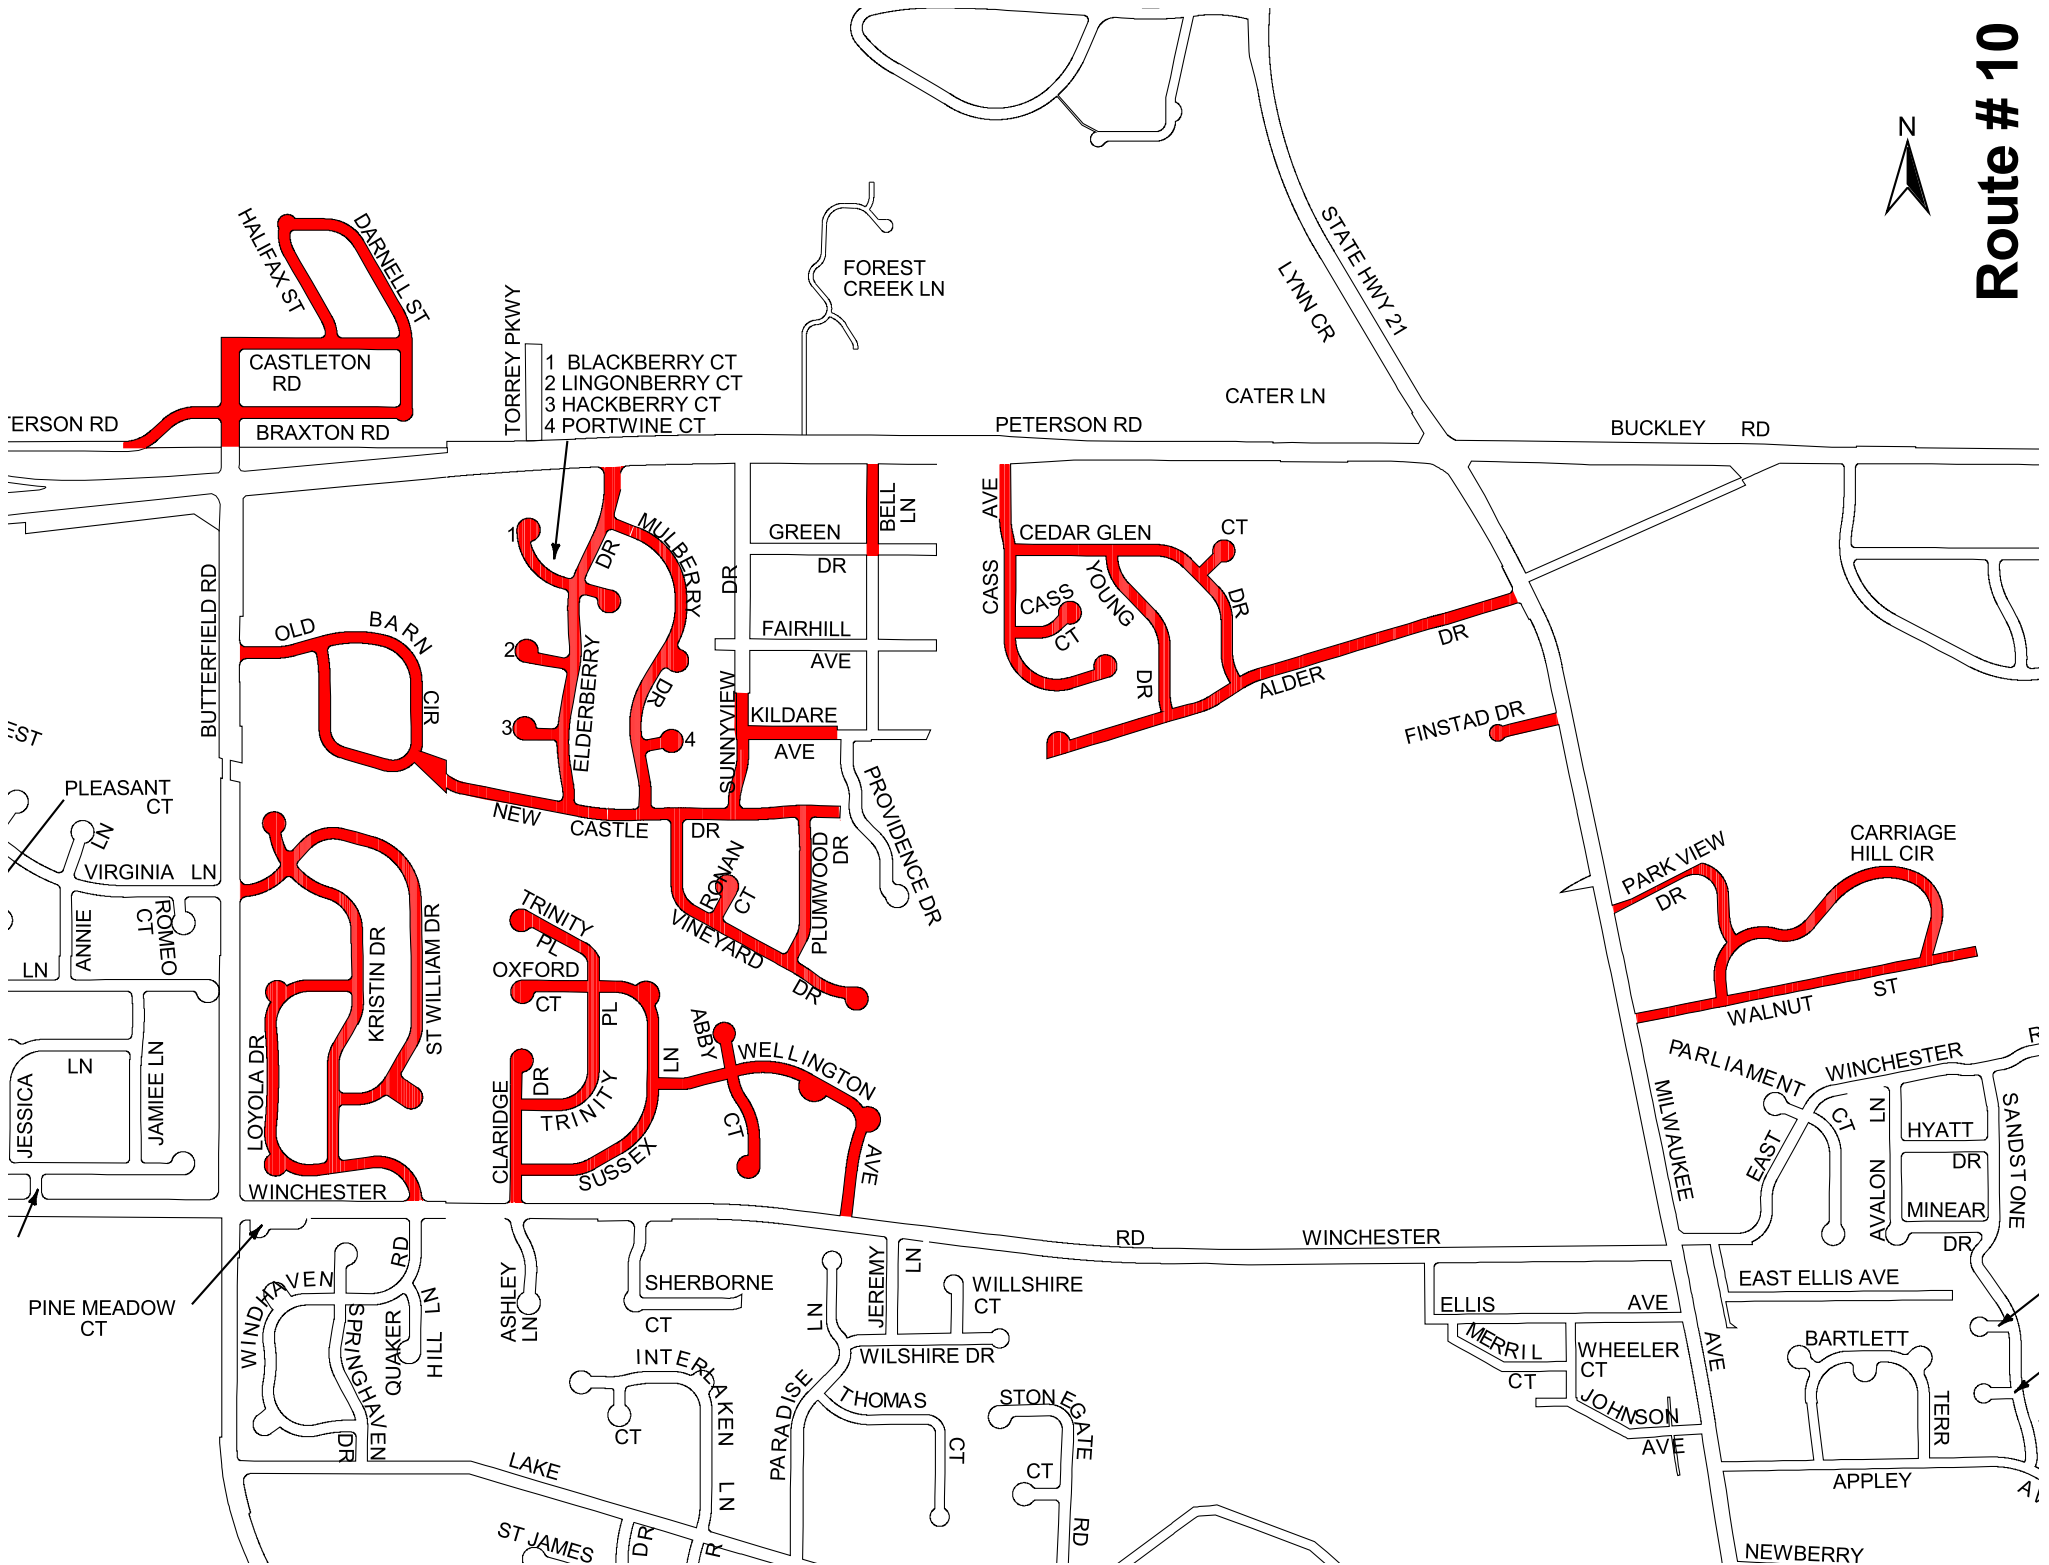 Route # 10
N
HALIFAX ST
DARNELL ST
CASTLETON
RD
TERSON RD
BRAXTON RD
TORREY PKWY
1 BLACKBERRY CT
2 LINGONBERRY CT
3 HACKBERRY CT
4 PORTWINE CT
FOREST
CREEK LN
STATE HWY 21
LYNN CR
CATER LN
PETERSON RD
BUCKLEY RD
BUTTERFIELD RD
OLD BARN CIR
1
2
3
4
MULBERRY DR
ELDERBERRY DR
SUNNYVIEW DR
GREEN
DR
BELL
LN
FAIRHILL
AVE
KILDARE
AVE
CASS AVE
CEDAR GLEN DR
CT
CASS
CT
YOUNG DR
ALDER DR
FINSTAD DR
PROVIDENCE DR
NEW CASTLE DR
RONAN
CT
PLUMWOOD
DR
VINEYARD DR
EST
PLEASANT
CT
LN
VIRGINIA LN
ANNIE
ROMEO
CT
LN
LN
JESSICA
JAMIEE LN
KRISTIN DR
ST WILLIAM DR
LOYOLA DR
TRINITY
PL
OXFORD
CT
PL
TRINITY
CLARIDGE
DR
SUSSEX
LN
ABBY
CT
WELLINGTON
AVE
PARK VIEW
DR
CARRIAGE
HILL CIR
WALNUT ST
PARLIAMENT
CT
EAST
WINCHESTER
R
AVALON
LN
HYATT
DR
MINEAR
DR
SANDSTONE
MILWAUKEE
AVE
WINCHESTER
RD
WINCHESTER
PINE MEADOW
CT
WINDHAVEN
RD
SPRINGHAVEN
DR
QUAKER
HILL
LN
ASHLEY
LN
SHERBORNE
CT
JEREMY
LN
WILLSHIRE
CT
LN
WILSHIRE DR
PARADISE
THOMAS
CT
STONEGATE
CT
RD
INTERLAKEN
LN
CT
LAKE
ST JAMES
DR
R
ELLIS AVE
MERRIL
CT
WHEELER
CT
JOHNSON
AVE
EAST ELLIS AVE
BARTLETT
TERR
APPLEY
AV
NEWBERRY